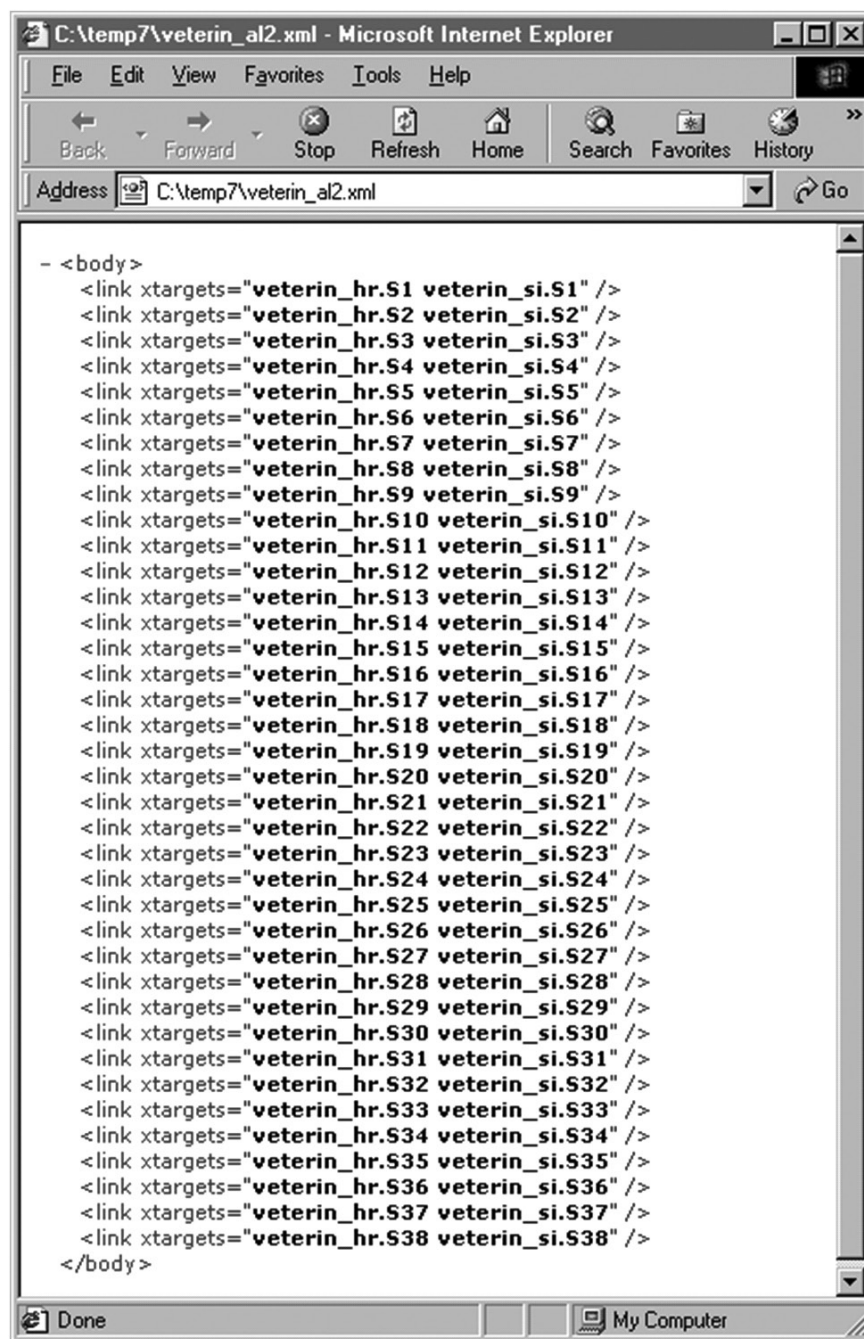 C:\temp7\veterin_al2.xml - Microsoft Internet Explorer
File Edit View Favorites Tools Help
Back Forward Stop Refresh Home Search Favorites History »
Address C:\temp7\veterin_al2.xml Go
- <body>
<link xtargets="veterin_hr.S1 veterin_si.S1" />
<link xtargets="veterin_hr.S2 veterin_si.S2" />
<link xtargets="veterin_hr.S3 veterin_si.S3" />
<link xtargets="veterin_hr.S4 veterin_si.S4" />
<link xtargets="veterin_hr.S5 veterin_si.S5" />
<link xtargets="veterin_hr.S6 veterin_si.S6" />
<link xtargets="veterin_hr.S7 veterin_si.S7" />
<link xtargets="veterin_hr.S8 veterin_si.S8" />
<link xtargets="veterin_hr.S9 veterin_si.S9" />
<link xtargets="veterin_hr.S10 veterin_si.S10" />
<link xtargets="veterin_hr.S11 veterin_si.S11" />
<link xtargets="veterin_hr.S12 veterin_si.S12" />
<link xtargets="veterin_hr.S13 veterin_si.S13" />
<link xtargets="veterin_hr.S14 veterin_si.S14" />
<link xtargets="veterin_hr.S15 veterin_si.S15" />
<link xtargets="veterin_hr.S16 veterin_si.S16" />
<link xtargets="veterin_hr.S17 veterin_si.S17" />
<link xtargets="veterin_hr.S18 veterin_si.S18" />
<link xtargets="veterin_hr.S19 veterin_si.S19" />
<link xtargets="veterin_hr.S20 veterin_si.S20" />
<link xtargets="veterin_hr.S21 veterin_si.S21" />
<link xtargets="veterin_hr.S22 veterin_si.S22" />
<link xtargets="veterin_hr.S23 veterin_si.S23" />
<link xtargets="veterin_hr.S24 veterin_si.S24" />
<link xtargets="veterin_hr.S25 veterin_si.S25" />
<link xtargets="veterin_hr.S26 veterin_si.S26" />
<link xtargets="veterin_hr.S27 veterin_si.S27" />
<link xtargets="veterin_hr.S28 veterin_si.S28" />
<link xtargets="veterin_hr.S29 veterin_si.S29" />
<link xtargets="veterin_hr.S30 veterin_si.S30" />
<link xtargets="veterin_hr.S31 veterin_si.S31" />
<link xtargets="veterin_hr.S32 veterin_si.S32" />
<link xtargets="veterin_hr.S33 veterin_si.S33" />
<link xtargets="veterin_hr.S34 veterin_si.S34" />
<link xtargets="veterin_hr.S35 veterin_si.S35" />
<link xtargets="veterin_hr.S36 veterin_si.S36" />
<link xtargets="veterin_hr.S37 veterin_si.S37" />
<link xtargets="veterin_hr.S38 veterin_si.S38" />
</body>
Done My Computer